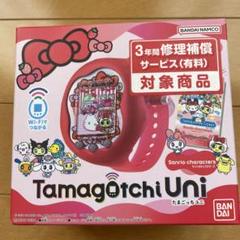 BANDAI NAMCO
3年間修理補償
サービス(有料)
対象商品
Wi-Fiで
つながる
Sanrio characters
Tamagotchi Uni
たまごっちユニ
BAN
DAI